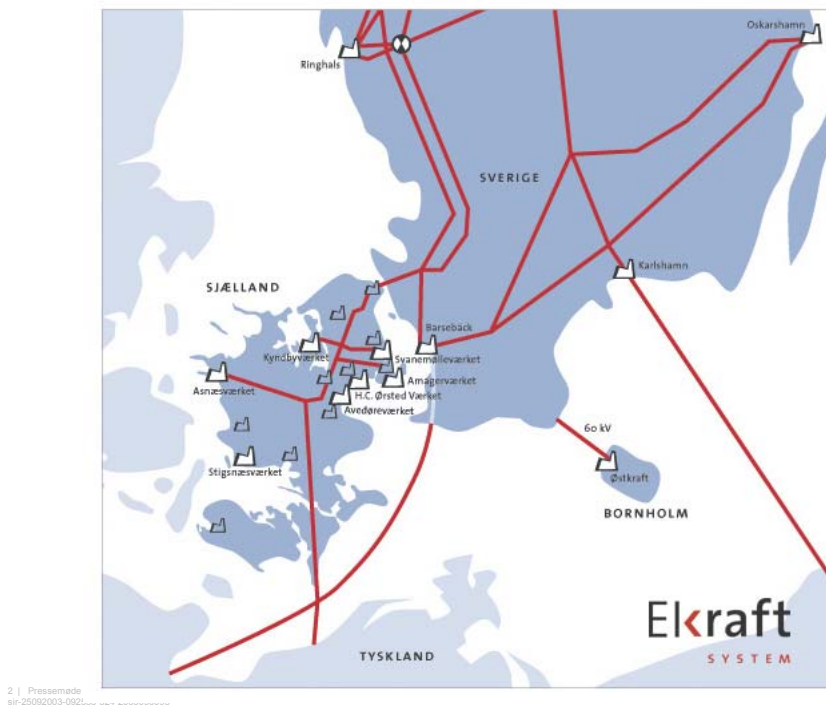 Oskarshamn
Ringhals
SVERIGE
Karlshamn
SJÆLLAND
Barsebäck
Kyndbyværket
Svanemølleværket
Amagerværket
Asnæsværket
H.C. Ørsted Værket
Avedøreværket
60 kV
Stigsnæsværket
Østkraft
BORNHOLM
Elkraft
SYSTEM
TYSKLAND
2 | Pressemøde